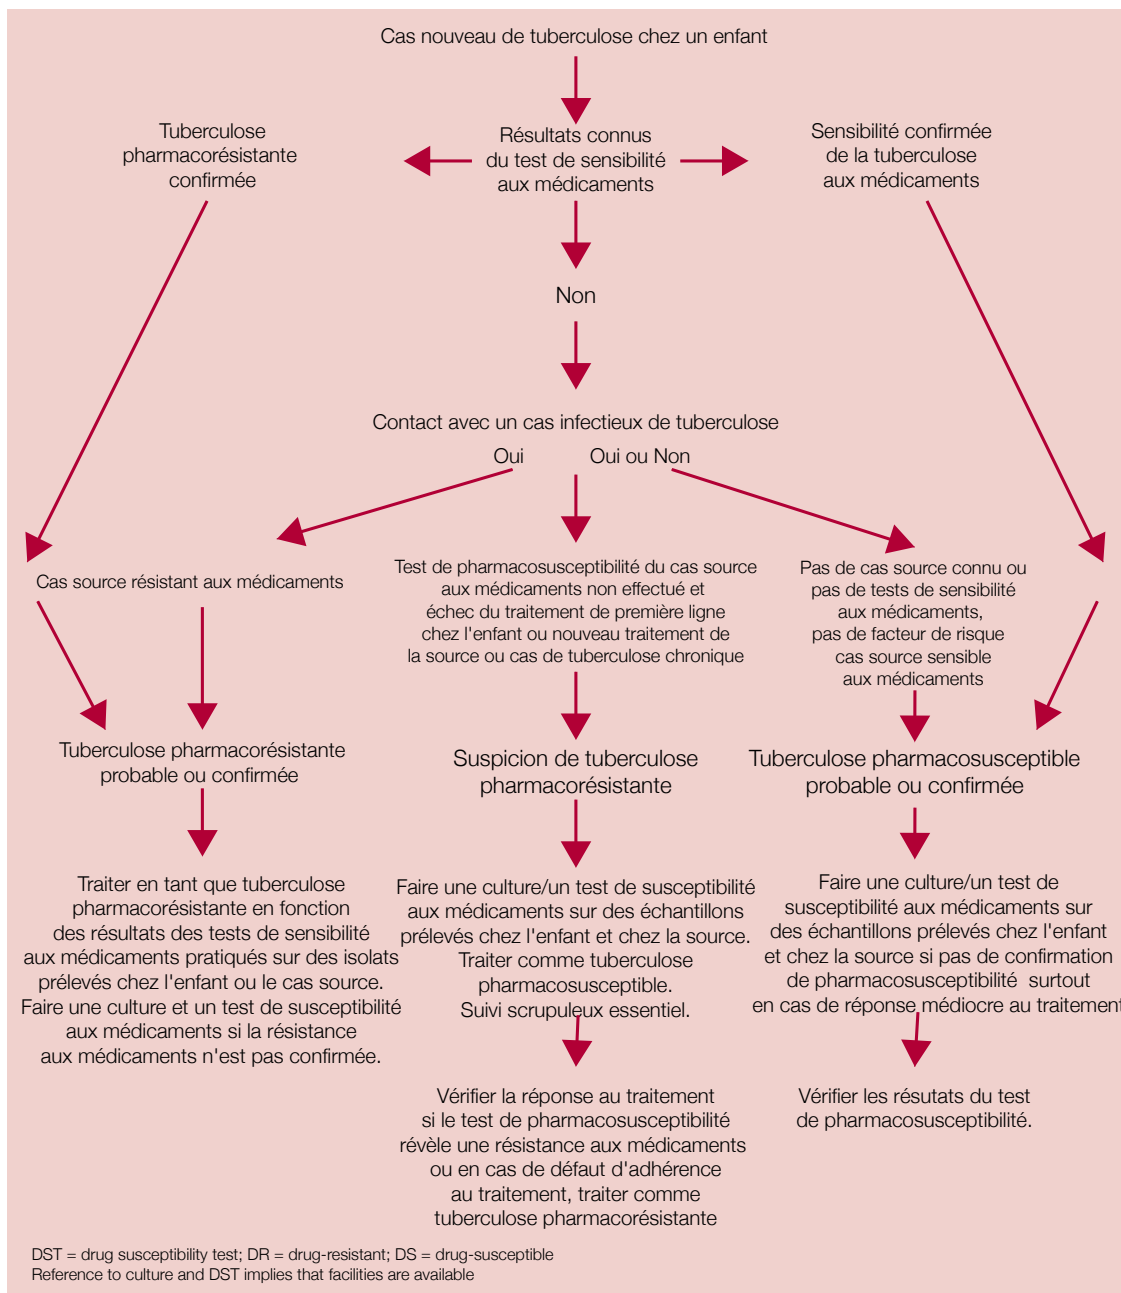 Cas nouveau de tuberculose chez un enfant
Tuberculose
pharmacorésistante
confirmée
Résultats connus
du test de sensibilité
aux médicaments
Sensibilité confirmée
de la tuberculose
aux médicaments
Non
Contact avec un cas infectieux de tuberculose
Oui
Oui ou Non
Cas source résistant aux médicaments
Test de pharmacosusceptibilité du cas source
aux médicaments non effectué et
échec du traitement de première ligne
chez l'enfant ou nouveau traitement de
la source ou cas de tuberculose chronique
Pas de cas source connu ou
pas de tests de sensibilité
aux médicaments,
pas de facteur de risque
cas source sensible
aux médicaments
Tuberculose pharmacorésistante
probable ou confirmée
Suspicion de tuberculose
pharmacorésistante
Tuberculose pharmacosusceptible
probable ou confirmée
Traiter en tant que tuberculose
pharmacorésistante en fonction
des résultats des tests de sensibilité
aux médicaments pratiqués sur des isolats
prélevés chez l'enfant ou le cas source.
Faire une culture et un test de susceptibilité
aux médicaments si la résistance
aux médicaments n'est pas confirmée.
Faire une culture/un test de susceptibilité
aux médicaments sur des échantillons
prélevés chez l'enfant et chez la source.
Traiter comme tuberculose
pharmacosusceptible.
Suivi scrupuleux essentiel.
Faire une culture/un test de
susceptibilité aux médicaments sur
des échantillons prélevés chez l'enfant
et chez la source si pas de confirmation
de pharmacosusceptibilité surtout
en cas de réponse médiocre au traitement
Vérifier la réponse au traitement
si le test de pharmacosusceptibilité
révèle une résistance aux médicaments
ou en cas de défaut d'adhérence
au traitement, traiter comme
tuberculose pharmacorésistante
Vérifier les résutats du test
de pharmacosusceptibilité.
DST = drug susceptibility test; DR = drug-resistant; DS = drug-susceptible
Reference to culture and DST implies that facilities are available